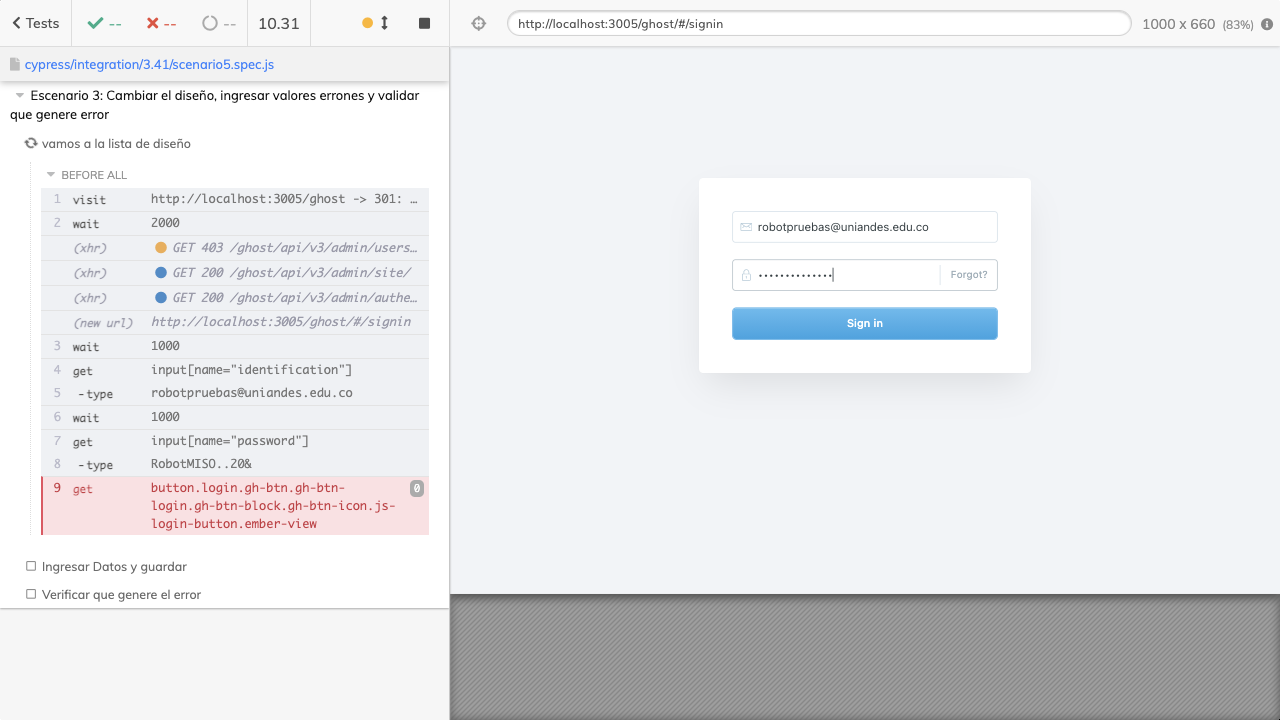 Tests
--
--
--
10.31
http://localhost:3005/ghost/#/signin
1000 x 660 (83%)
cypress/integration/3.41/scenario5.spec.js
Escenario 3: Cambiar el diseño, ingresar valores errones y validar
que genere error
vamos a la lista de diseño
BEFORE ALL
1 visit http://localhost:3005/ghost -> 301: …
2 wait 2000
(xhr) GET 403 /ghost/api/v3/admin/users…
(xhr) GET 200 /ghost/api/v3/admin/site/
(xhr) GET 200 /ghost/api/v3/admin/authe…
(new url) http://localhost:3005/ghost/#/signin
3 wait 1000
4 get input[name="identification"]
5 -type robotpruebas@uniandes.edu.co
6 wait 1000
7 get input[name="password"]
8 -type RobotMISO..20&
9 get button.login.gh-btn.gh-btn- 0
login.gh-btn-block.gh-btn-icon.js-
login-button.ember-view
Ingresar Datos y guardar
Verificar que genere el error
robotpruebas@uniandes.edu.co
••••••••••••••
Forgot?
Sign in